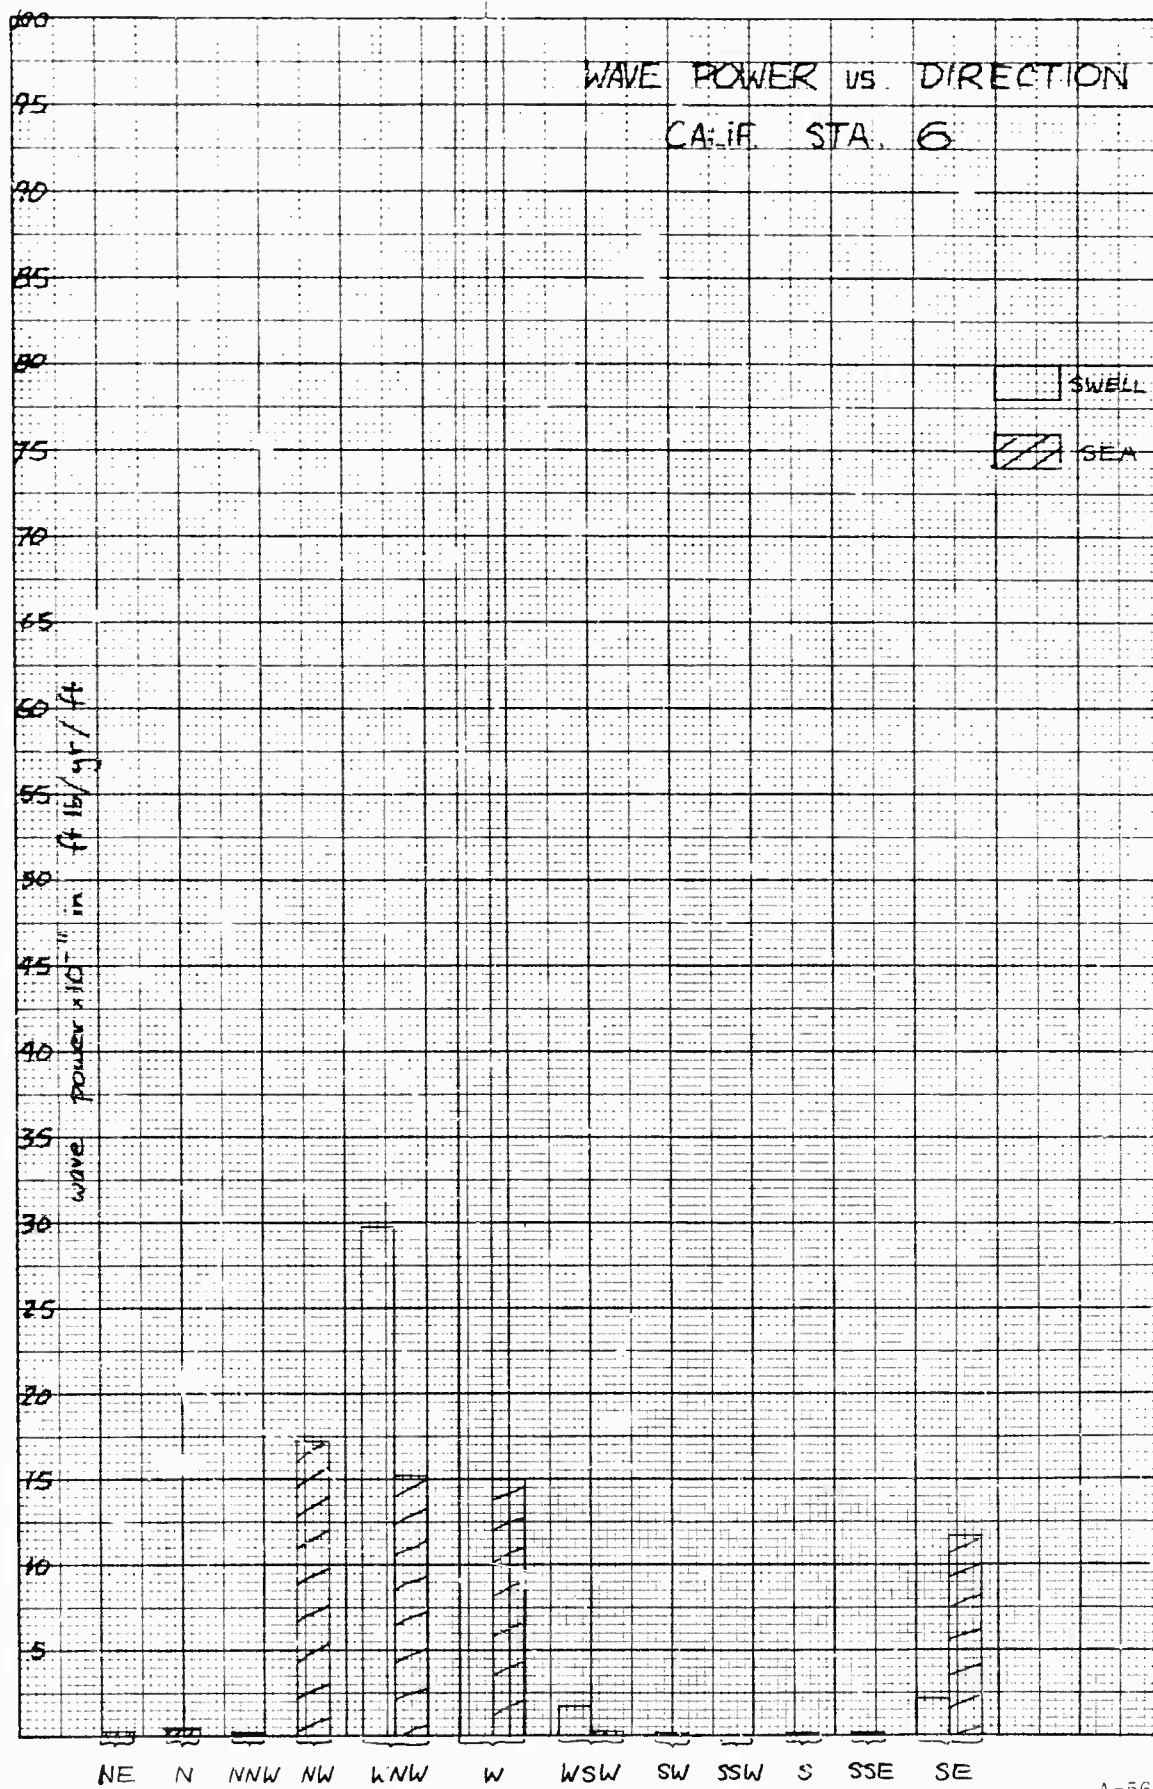 WAVE POWER vs. DIRECTION
CALIF. STA. 6
100
95
90
85
80
75
70
65
60
55
50
45
40
35
30
25
20
15
10
5
wave power x 10⁻¹¹ in ft lb/yr/ft
SWELL
SEA
NE N NNW NW WNW W WSW SW SSW S SSE SE
A-56